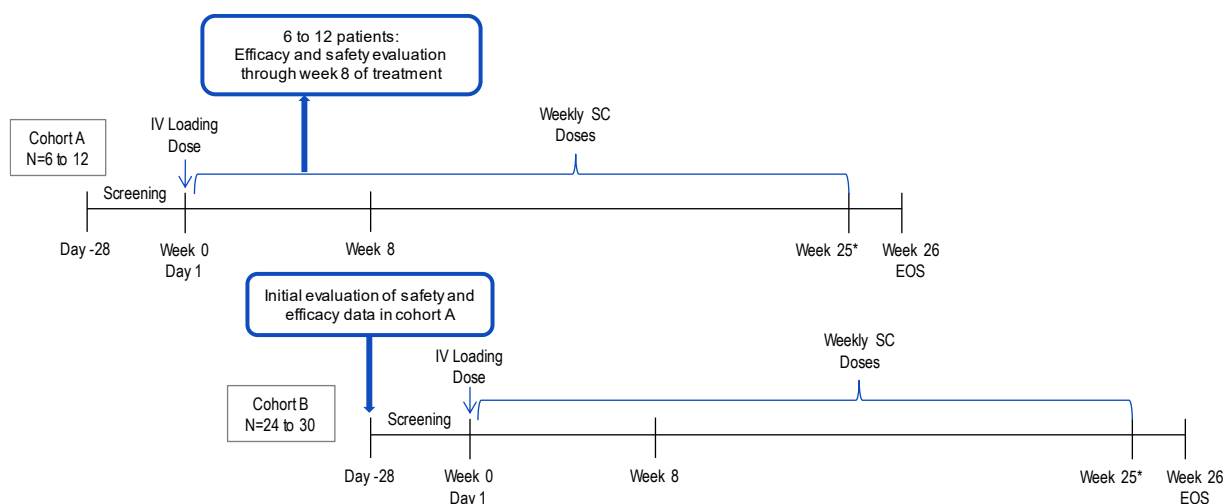 6 to 12 patients:
Efficacy and safety evaluation
through week 8 of treatment
Weekly SC
Doses
IV Loading
Dose
Cohort A
N=6 to 12
Screening
Day -28
Week 0
Day 1
Week 8
Week 25*
Week 26
EOS
Initial evaluation of safety and
efficacy data in cohort A
Weekly SC
Doses
IV Loading
Dose
Cohort B
N=24 to 30
Screening
Day -28
Week 0
Day 1
Week 8
Week 25*
Week 26
EOS